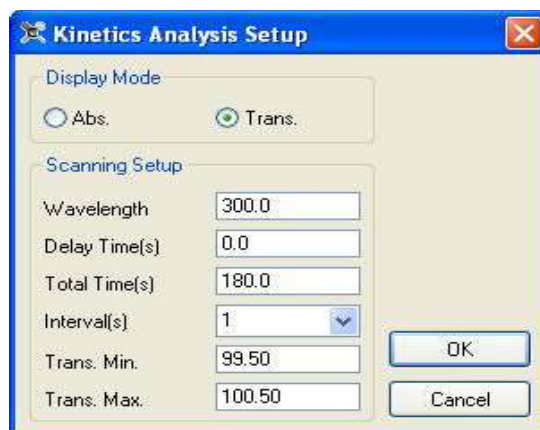 Kinetics Analysis Setup
Display Mode
Abs. Trans.
Scanning Setup
Wavelength 300.0
Delay Time(s) 0.0
Total Time(s) 180.0
Interval(s) 1
Trans. Min. 99.50
Trans. Max. 100.50
OK
Cancel